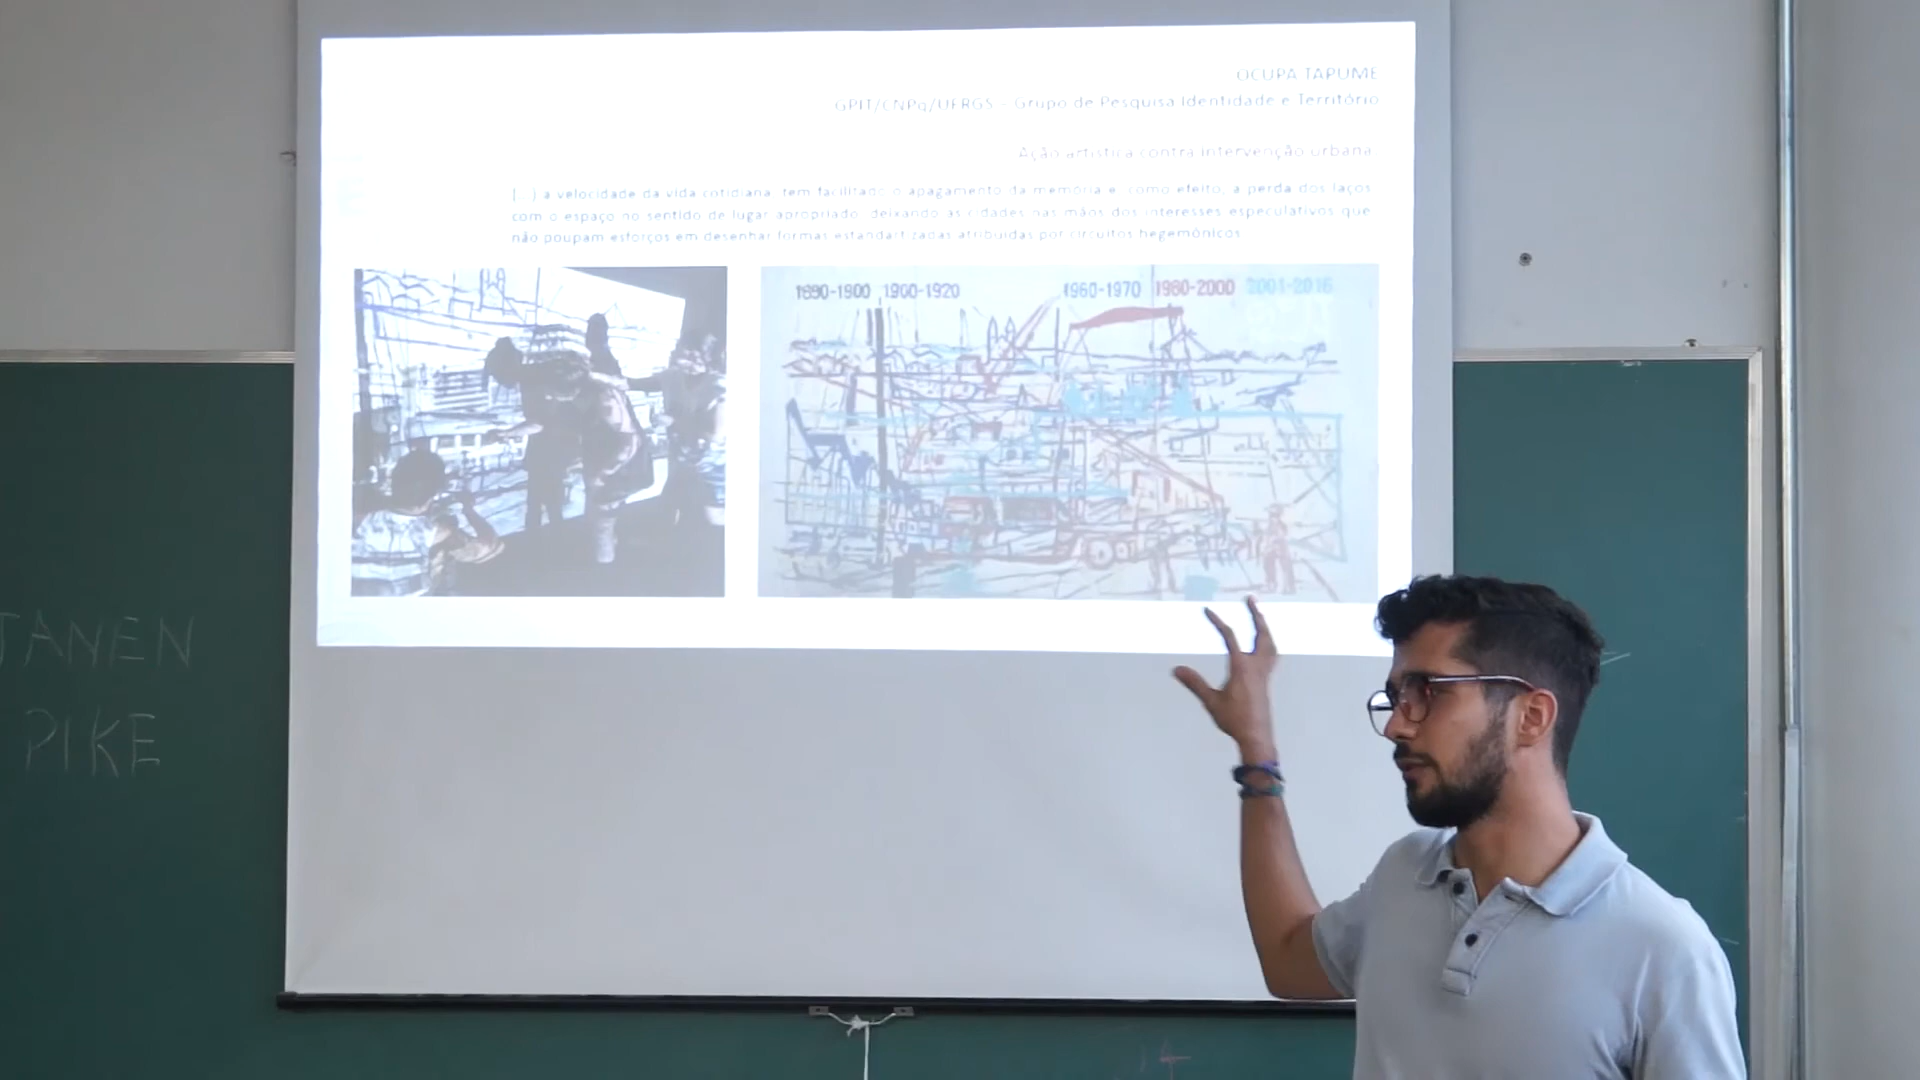 OCUPA TAPUME
GPIT/CNPq/UFRGS - Grupo de Pesquisa Identidade e Território
Ação artística contra intervenção urbana
(...) a velocidade da vida cotidiana tem facilitado o apagamento da memória e, como efeito, a perda dos laços
com o espaço no sentido de lugar apropriado, deixando as cidades nas mãos dos interesses especulativos que
não poupam esforços em desenhar formas estandartizadas atribuídas por circuitos hegemônicos.
1890-1900 1900-1920 1960-1970 1980-2000 2001-2016
GPIT
TANEN
PIKE